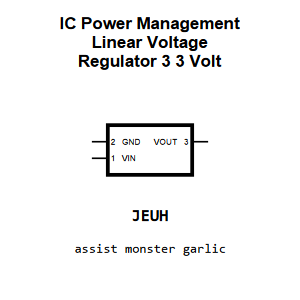 IC Power Management
Linear Voltage
Regulator 3 3 Volt
2 GND VOUT 3
1 VIN
JEUH
assist monster garlic